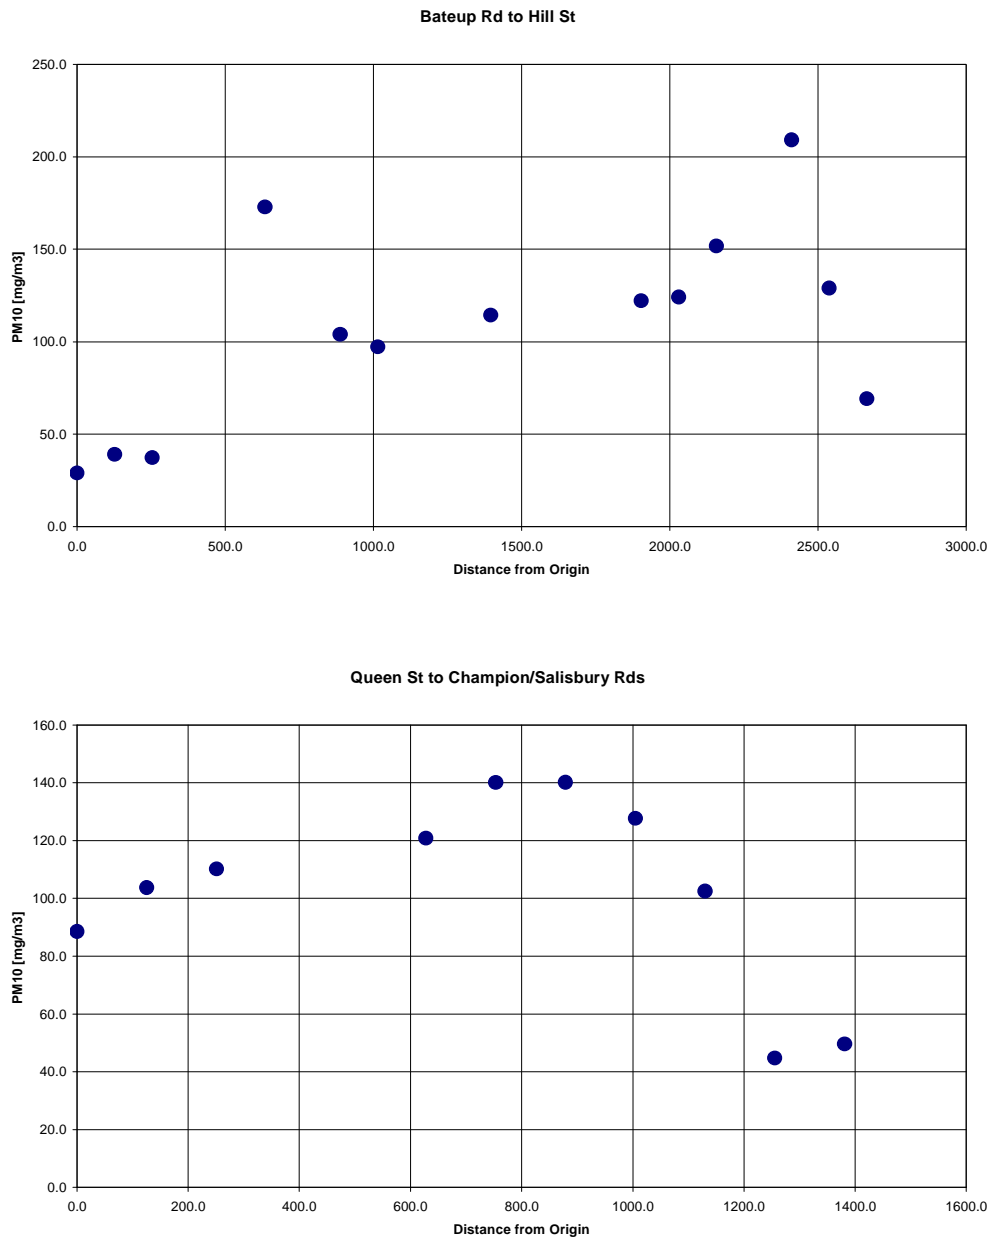 Bateup Rd to Hill St
250.0
200.0
150.0
100.0
50.0
0.0
PM10 [mg/m3]
0.0 500.0 1000.0 1500.0 2000.0 2500.0 3000.0
Distance from Origin
Queen St to Champion/Salisbury Rds
160.0
140.0
120.0
100.0
80.0
60.0
40.0
20.0
0.0
PM10 [mg/m3]
0.0 200.0 400.0 600.0 800.0 1000.0 1200.0 1400.0 1600.0
Distance from Origin